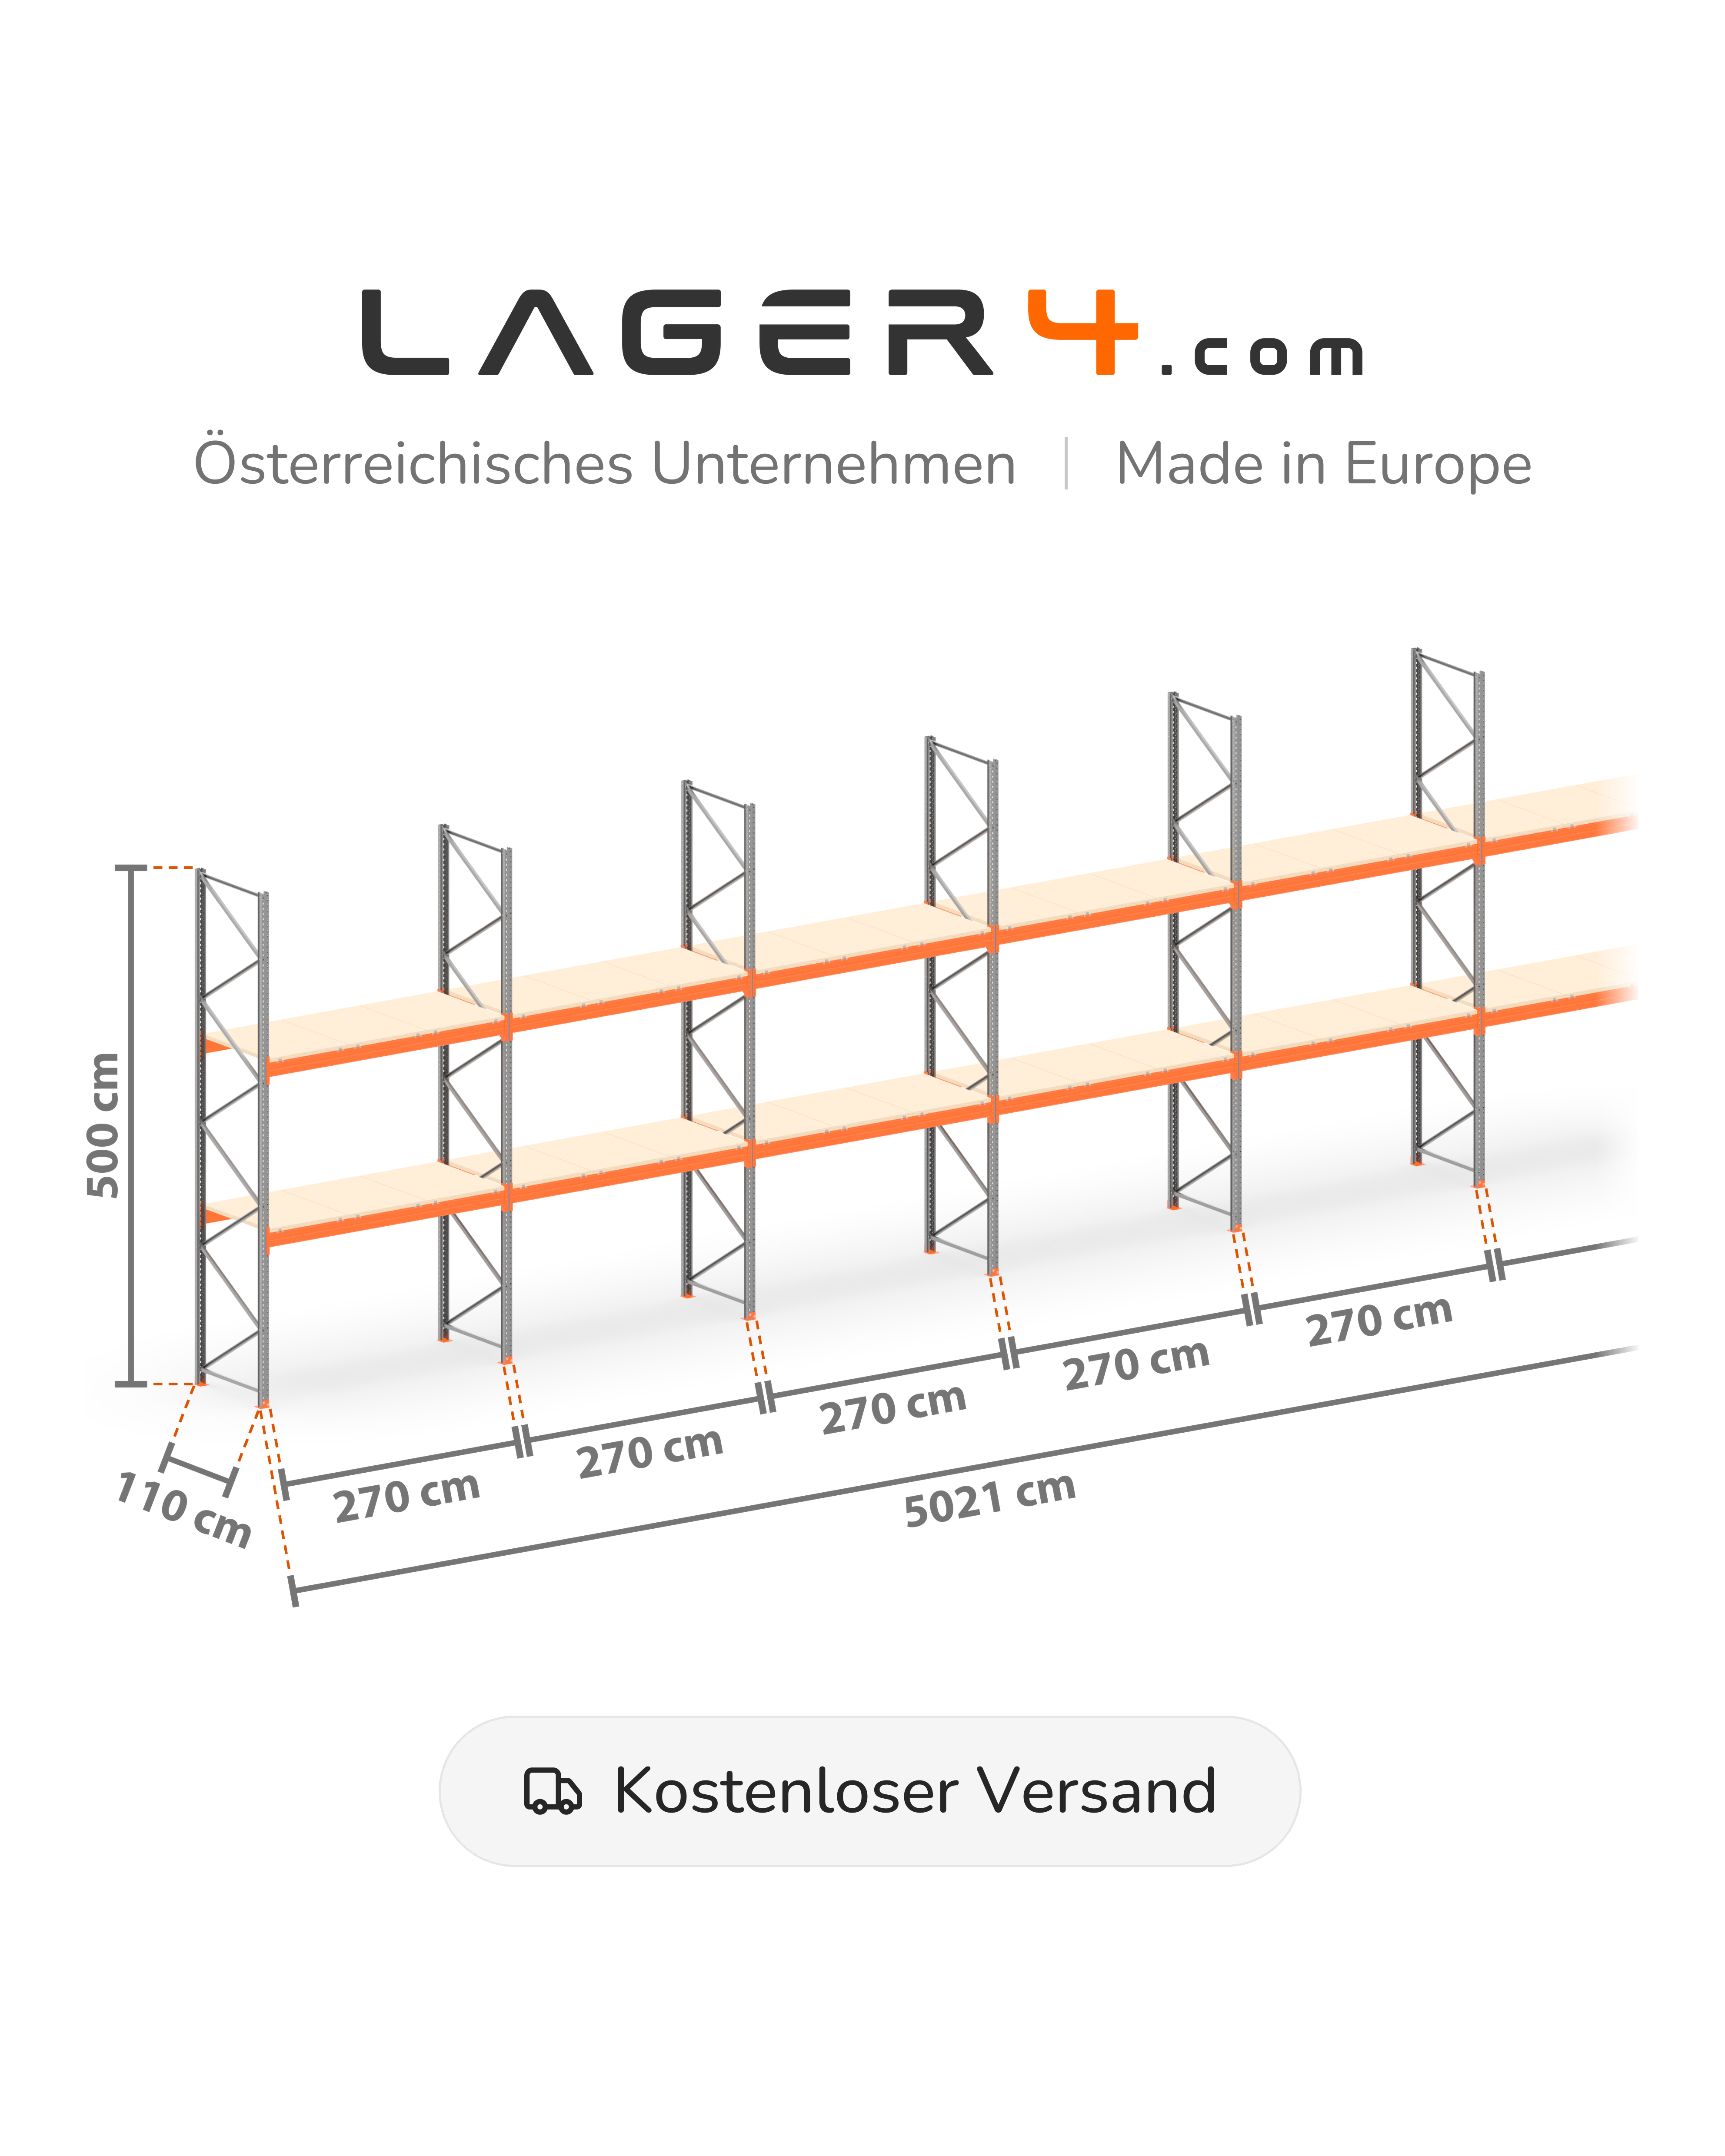 LAGER4.com
Österreichisches Unternehmen | Made in Europe
500 cm
110 cm
270 cm
270 cm
270 cm
270 cm
270 cm
5021 cm
Kostenloser Versand